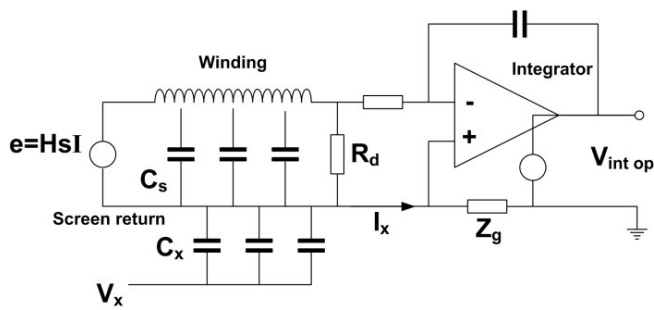 Winding
Integrator
e=HsI
-
+
R_d
V_int op
C_s
Screen return
I_x
Z_g
C_x
V_x